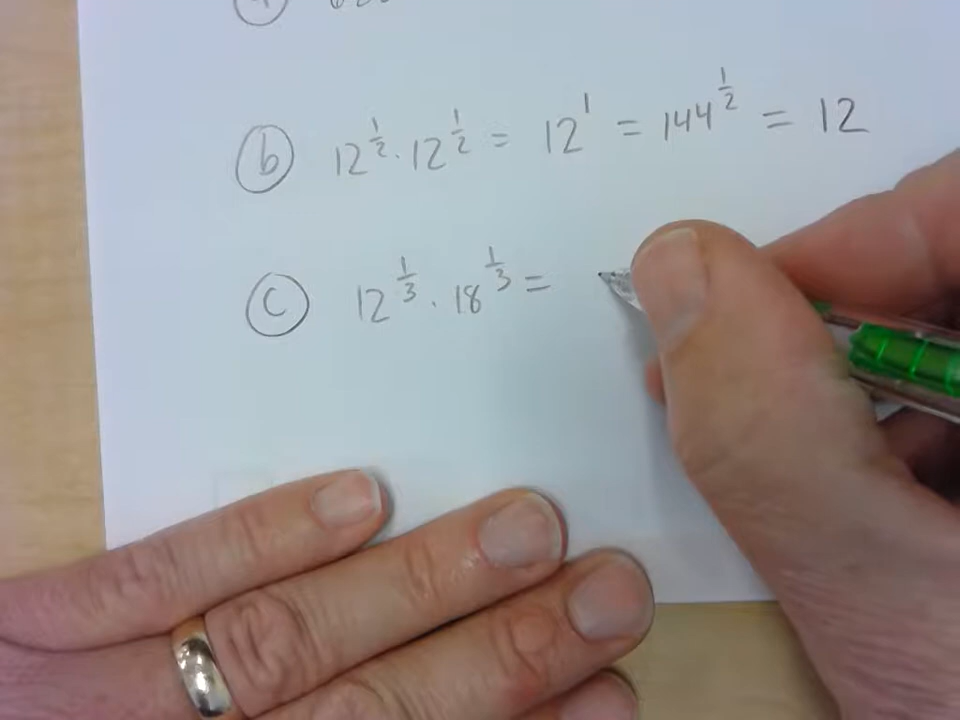 (b) 12^{1/2} · 12^{1/2} = 12^1 = 144^{1/2} = 12
(c) 12^{1/3} · 18^{1/3} =